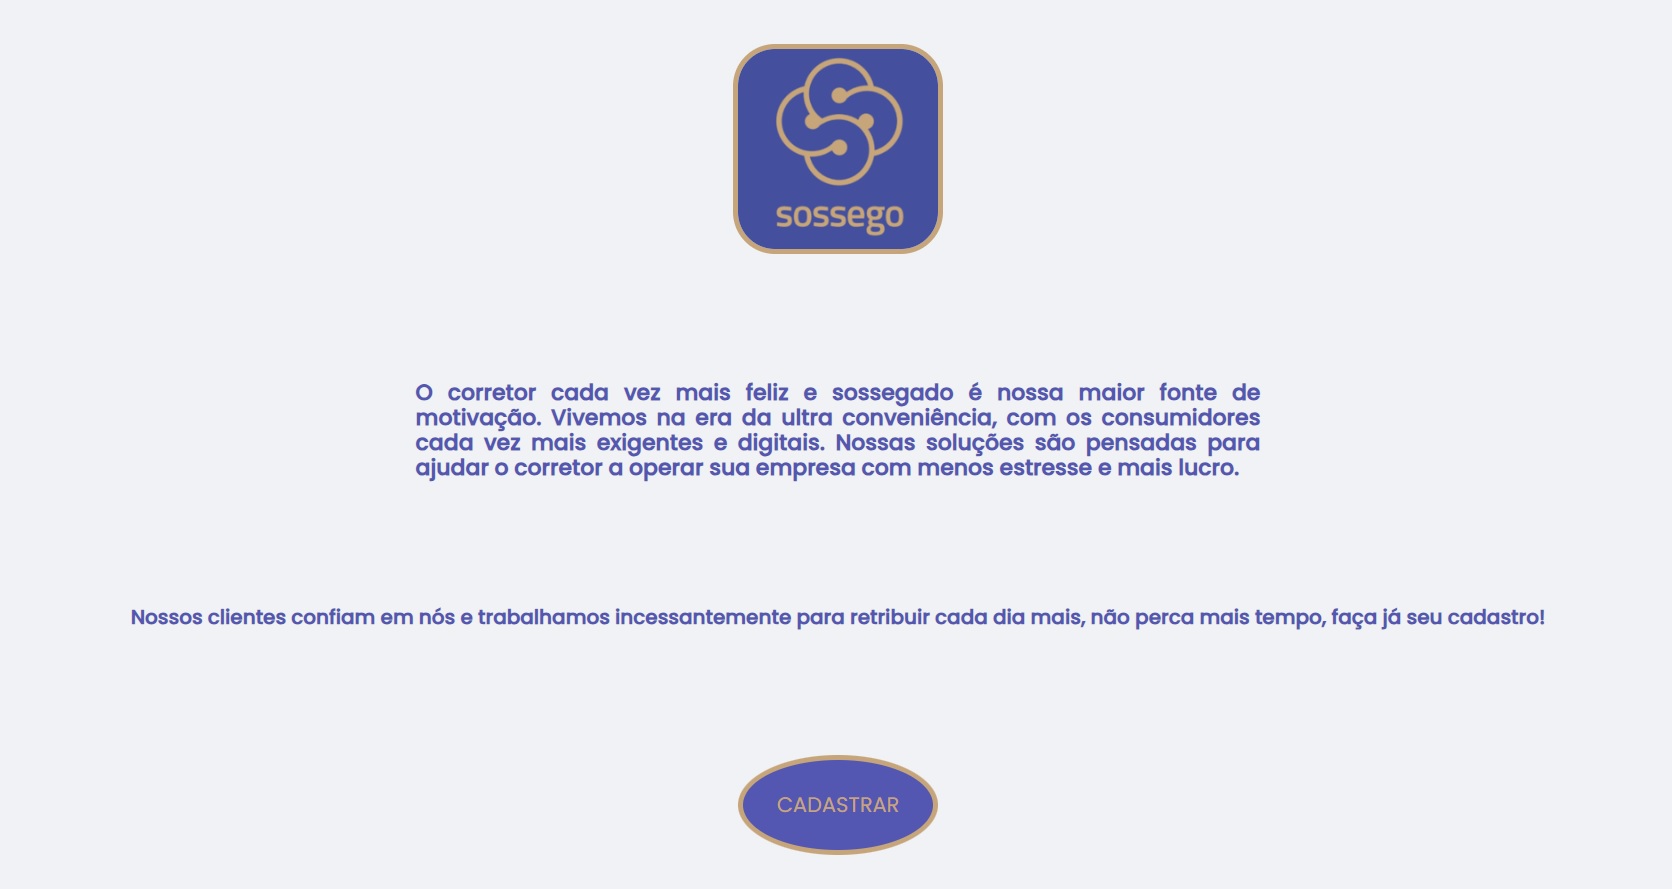 sossego
O corretor cada vez mais feliz e sossegado é nossa maior fonte de
motivação. Vivemos na era da ultra conveniência, com os consumidores
cada vez mais exigentes e digitais. Nossas soluções são pensadas para
ajudar o corretor a operar sua empresa com menos estresse e mais lucro.
Nossos clientes confiam em nós e trabalhamos incessantemente para retribuir cada dia mais, não perca mais tempo, faça já seu cadastro!
CADASTRAR